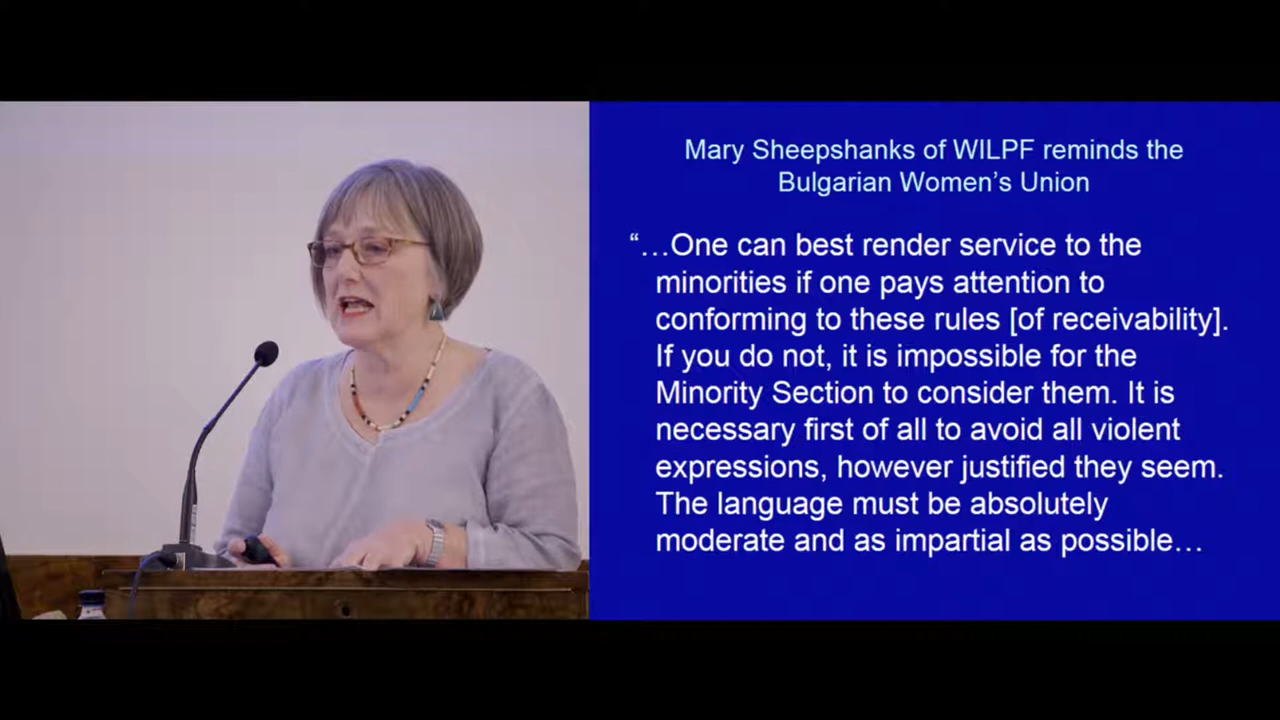 Mary Sheepshanks of WILPF reminds the
Bulgarian Women’s Union
“…One can best render service to the
minorities if one pays attention to
conforming to these rules [of receivability].
If you do not, it is impossible for the
Minority Section to consider them. It is
necessary first of all to avoid all violent
expressions, however justified they seem.
The language must be absolutely
moderate and as impartial as possible…